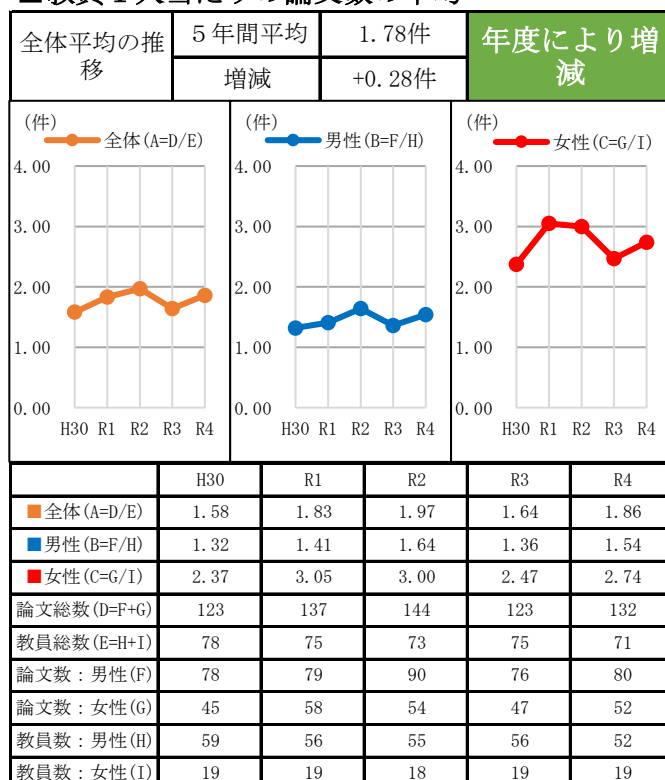 全体平均の推移
5年間平均
1.78件
年度により増減
増減
+0.28件
(件)
全体(A=D/E)
4.00
3.00
2.00
1.00
0.00
H30 R1 R2 R3 R4
(件)
男性(B=F/H)
4.00
3.00
2.00
1.00
0.00
H30 R1 R2 R3 R4
(件)
女性(C=G/I)
4.00
3.00
2.00
1.00
0.00
H30 R1 R2 R3 R4
H30 R1 R2 R3 R4
■全体(A=D/E) 1.58 1.83 1.97 1.64 1.86
■男性(B=F/H) 1.32 1.41 1.64 1.36 1.54
■女性(C=G/I) 2.37 3.05 3.00 2.47 2.74
論文総数(D=F+G) 123 137 144 123 132
教員総数(E=H+I) 78 75 73 75 71
論文数：男性(F) 78 79 90 76 80
論文数：女性(G) 45 58 54 47 52
教員数：男性(H) 59 56 55 56 52
教員数：女性(I) 19 19 18 19 19